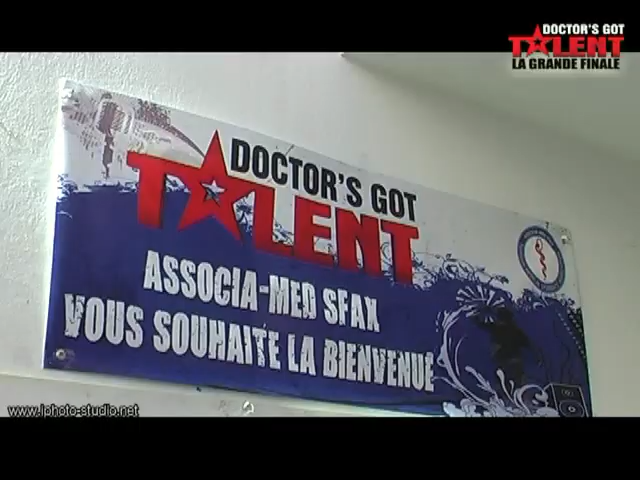 DOCTOR'S GOT
TALENT
LA GRANDE FINALE
DOCTOR'S GOT
TALENT
ASSOCIA-MED SFAX
VOUS SOUHAITE LA BIENVENUE
www.iphoto-studio.net